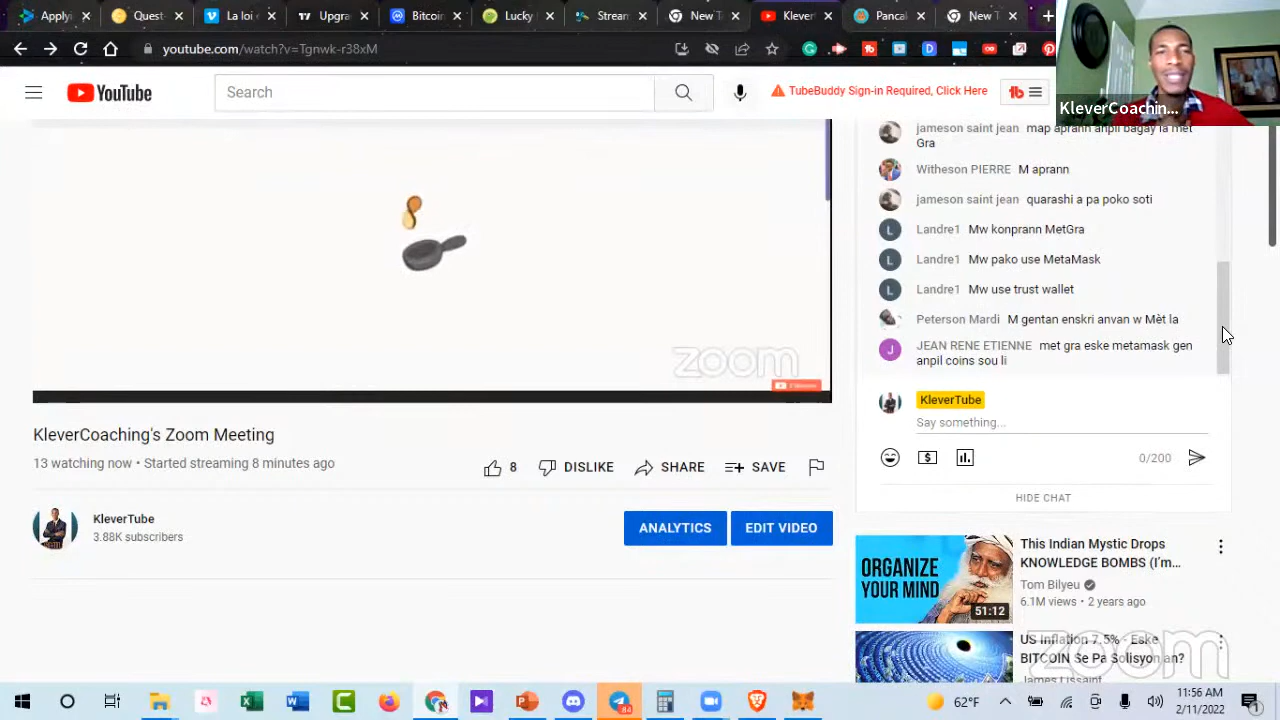 Appl
Ques
La loi
Upgra
Bitcoin
Lucky
Stream
New T
Klever
Panca
New T
youtube.com/watch?v=Tgnwk-r38xM
YouTube
Search
TubeBuddy Sign-in Required, Click Here
KleverCoachin...
jameson saint jean map aprann anpil bagay la met
Gra
Witheson PIERRE M aprann
jameson saint jean quarashi a pa poko soti
Landre1 Mw konprann MetGra
Landre1 Mw pako use MetaMask
Landre1 Mw use trust wallet
Peterson Mardi M gentan enskri anvan w Mèt la
JEAN RENE ETIENNE met gra eske metamask gen
anpil coins sou li
zoom
KleverTube
Say something...
0/200
HIDE CHAT
KleverCoaching's Zoom Meeting
13 watching now • Started streaming 8 minutes ago
8
DISLIKE
SHARE
SAVE
KleverTube
3.88K subscribers
ANALYTICS
EDIT VIDEO
ORGANIZE
YOUR MIND
51:12
This Indian Mystic Drops
KNOWLEDGE BOMBS (I'm...
Tom Bilyeu
6.1M views • 2 years ago
US Inflation 7.5% - Eske
BITCOIN Se Pa Solisyon an?
James Lissaint
zoom
62°F
11:56 AM
2/11/2022